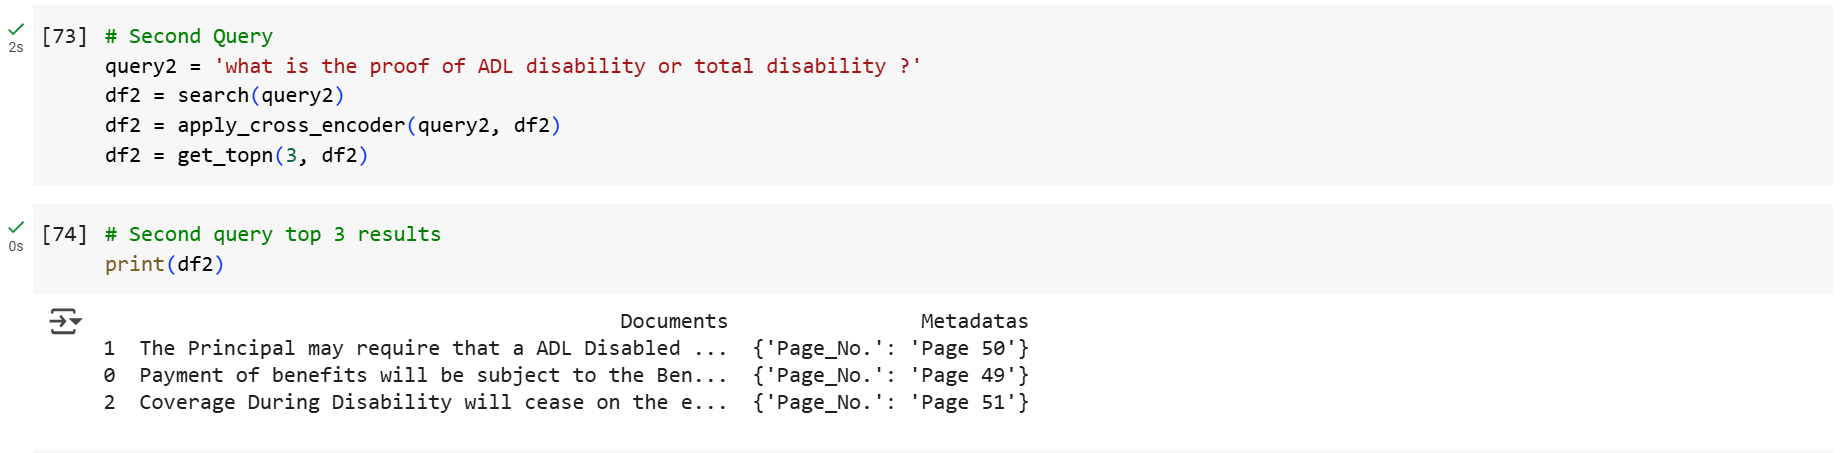 [73] # Second Query
2s
query2 = 'what is the proof of ADL disability or total disability ?'
df2 = search(query2)
df2 = apply_cross_encoder(query2, df2)
df2 = get_topn(3, df2)
[74] # Second query top 3 results
0s
print(df2)
Documents Metadatas
1 The Principal may require that a ADL Disabled ... {'Page_No.': 'Page 50'}
0 Payment of benefits will be subject to the Ben... {'Page_No.': 'Page 49'}
2 Coverage During Disability will cease on the e... {'Page_No.': 'Page 51'}